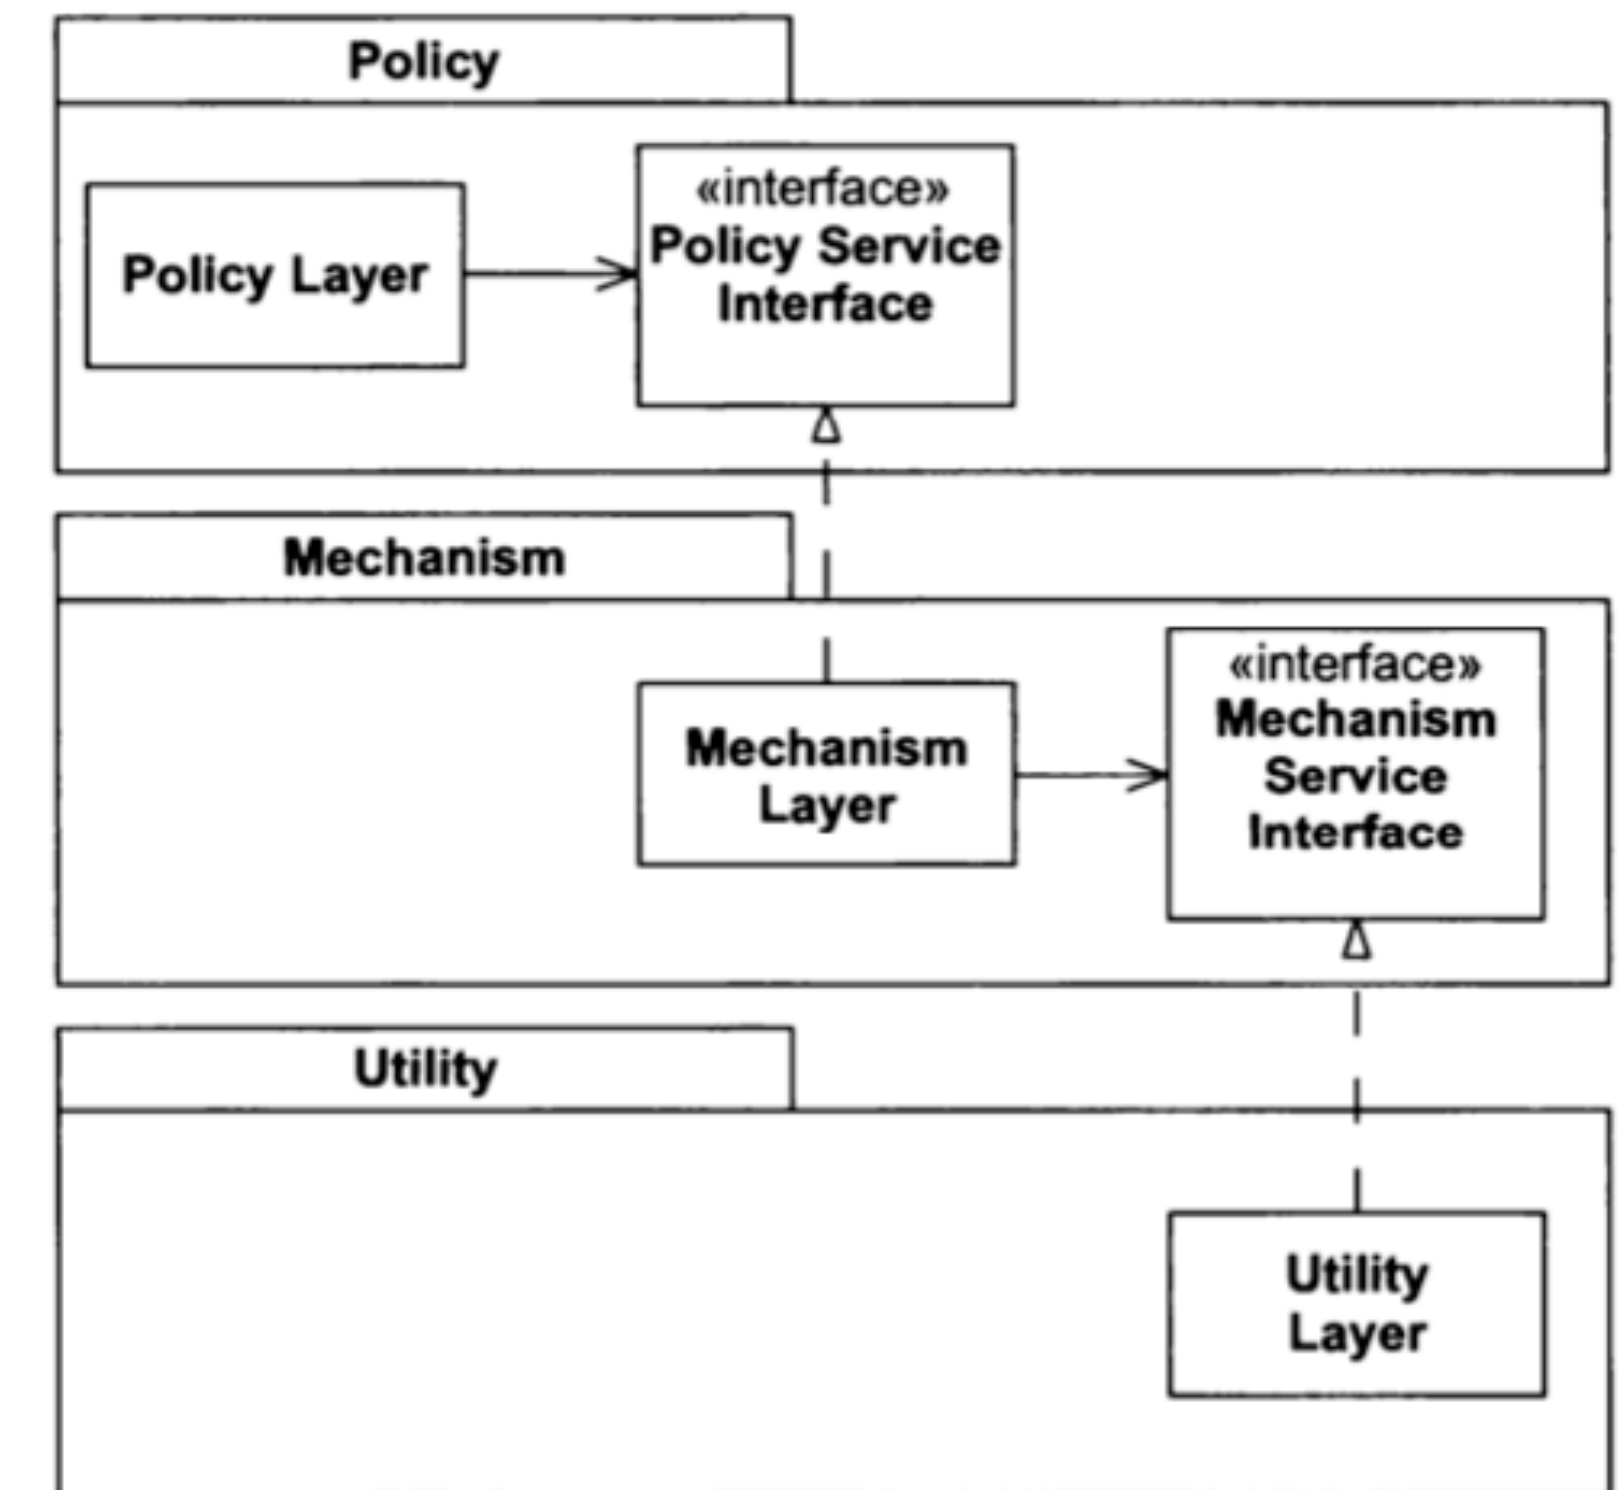 Policy
«interface»
Policy Service
Interface
Policy Layer
Mechanism
«interface»
Mechanism
Service
Interface
Mechanism
Layer
Utility
Utility
Layer